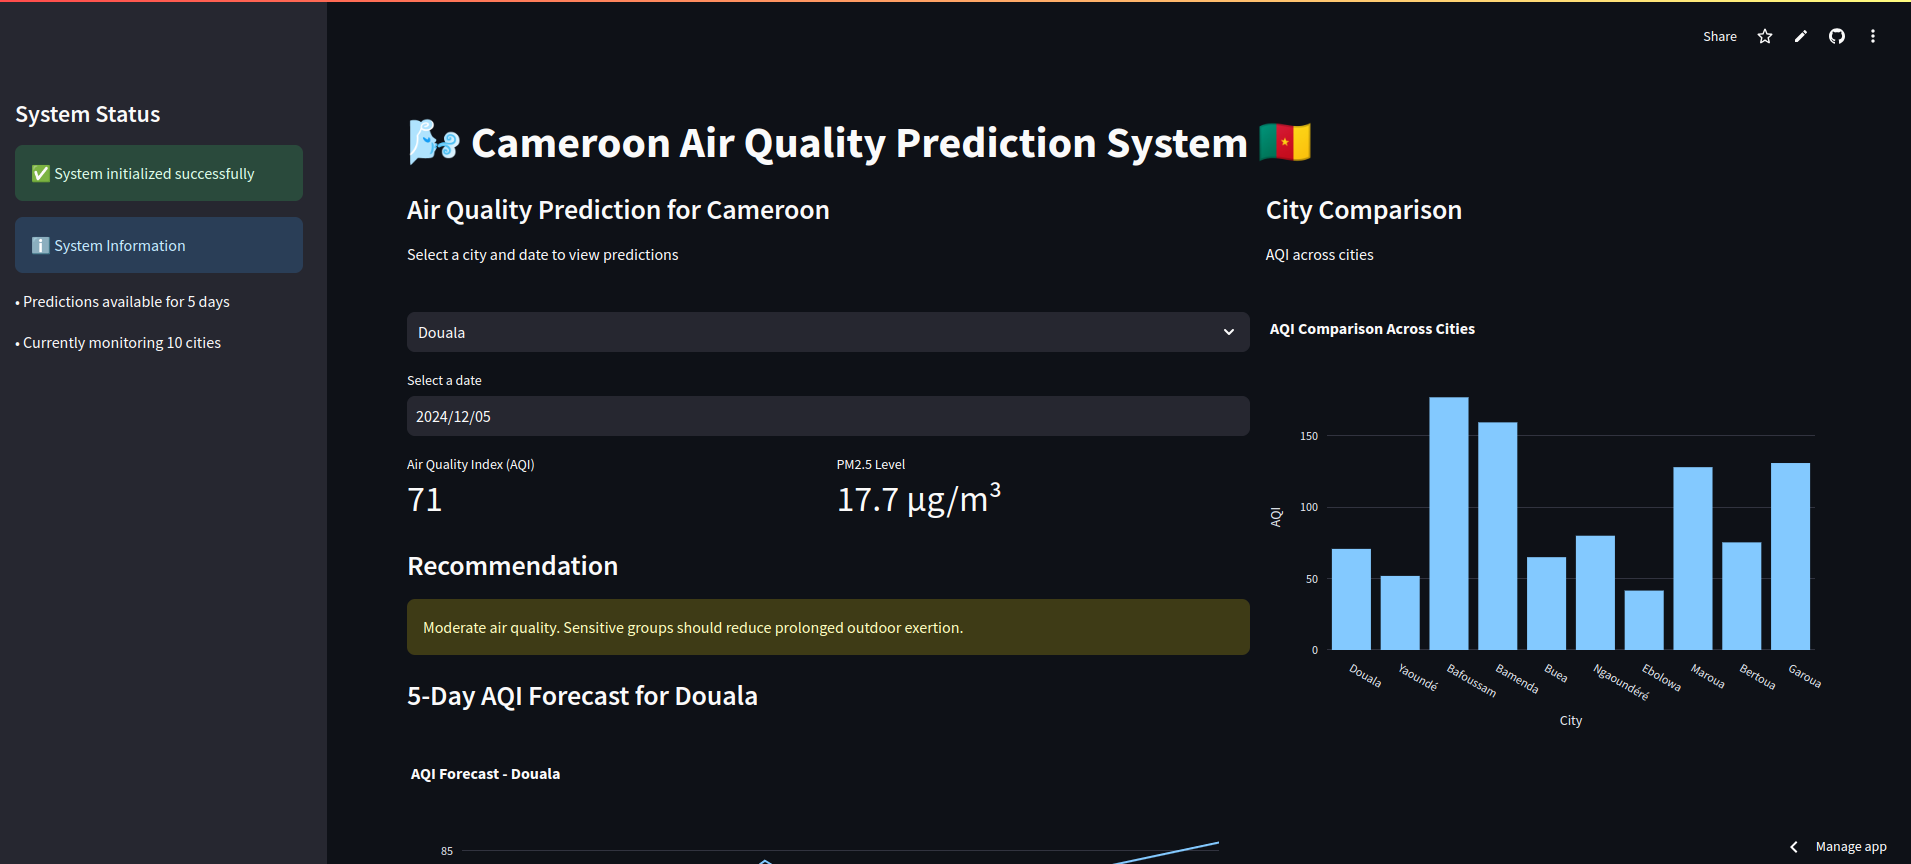 Share
System Status
✅ System initialized successfully
ℹ️ System Information
• Predictions available for 5 days
• Currently monitoring 10 cities
🌬️ Cameroon Air Quality Prediction System 🇨🇲
Air Quality Prediction for Cameroon
Select a city and date to view predictions
Douala
Select a date
2024/12/05
Air Quality Index (AQI)
71
PM2.5 Level
17.7 µg/m³
Recommendation
Moderate air quality. Sensitive groups should reduce prolonged outdoor exertion.
5-Day AQI Forecast for Douala
AQI Forecast - Douala
85
City Comparison
AQI across cities
AQI Comparison Across Cities
150
100
50
0
AQI
Douala
Yaoundé
Bafoussam
Bamenda
Buea
Ngaoundéré
Ebolowa
Maroua
Bertoua
Garoua
City
Manage app